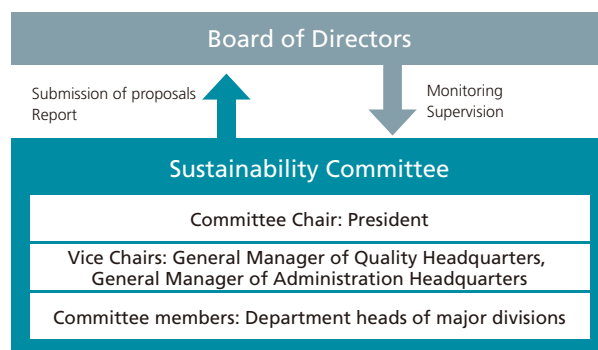 Board of Directors
Submission of proposals
Report
Monitoring
Supervision
Sustainability Committee
Committee Chair: President
Vice Chairs: General Manager of Quality Headquarters,
General Manager of Administration Headquarters
Committee members: Department heads of major divisions